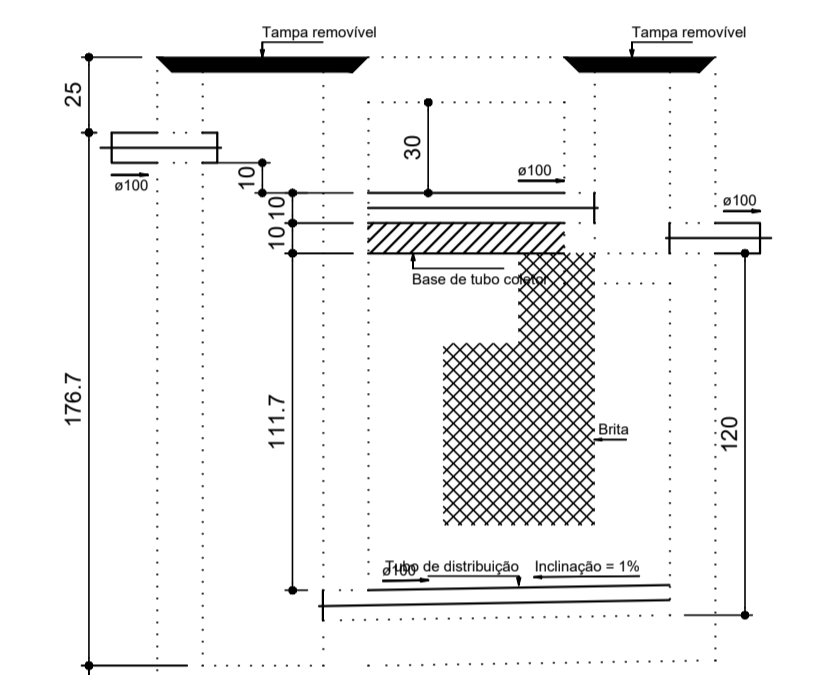 Tampa removível
Tampa removível
25
30
ø100
10
ø100
ø100
10
10
Base de tubo coletor
176.7
111.7
Brita
120
ø100
Tubo de distribuição
Inclinação = 1%